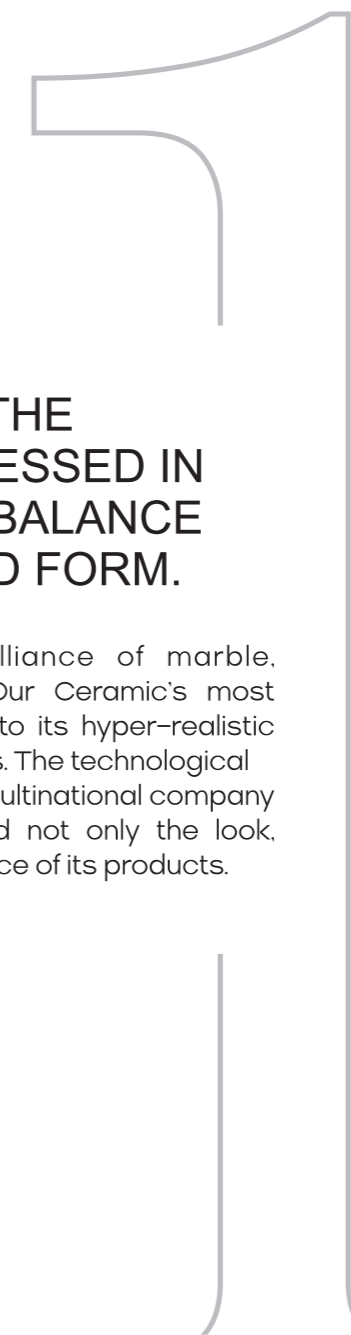 THE
ESSED IN
BALANCE
D FORM.
lliance of marble,
Our Ceramic's most
to its hyper-realistic
s. The technological
ultinational company
d not only the look,
ce of its products.